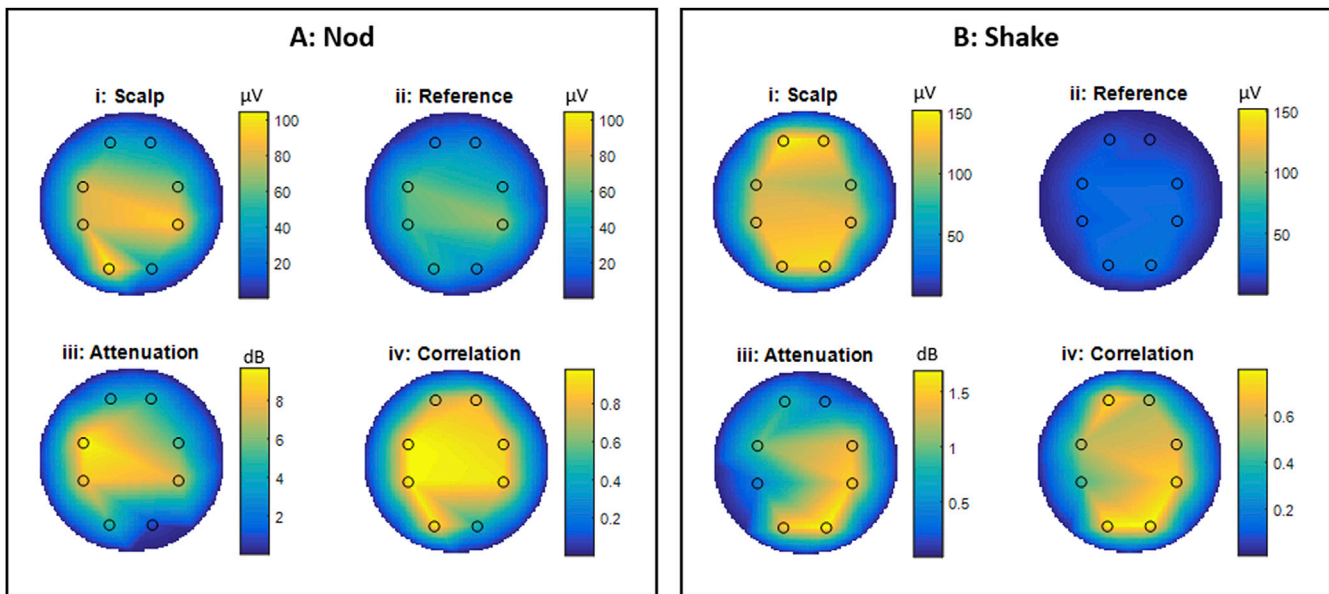 A: Nod
i: Scalp
μV
100
80
60
40
20
ii: Reference
μV
100
80
60
40
20
iii: Attenuation
dB
8
6
4
2
iv: Correlation
0.8
0.6
0.4
0.2
B: Shake
i: Scalp
μV
150
100
50
ii: Reference
μV
150
100
50
iii: Attenuation
dB
1.5
1
0.5
iv: Correlation
0.6
0.4
0.2